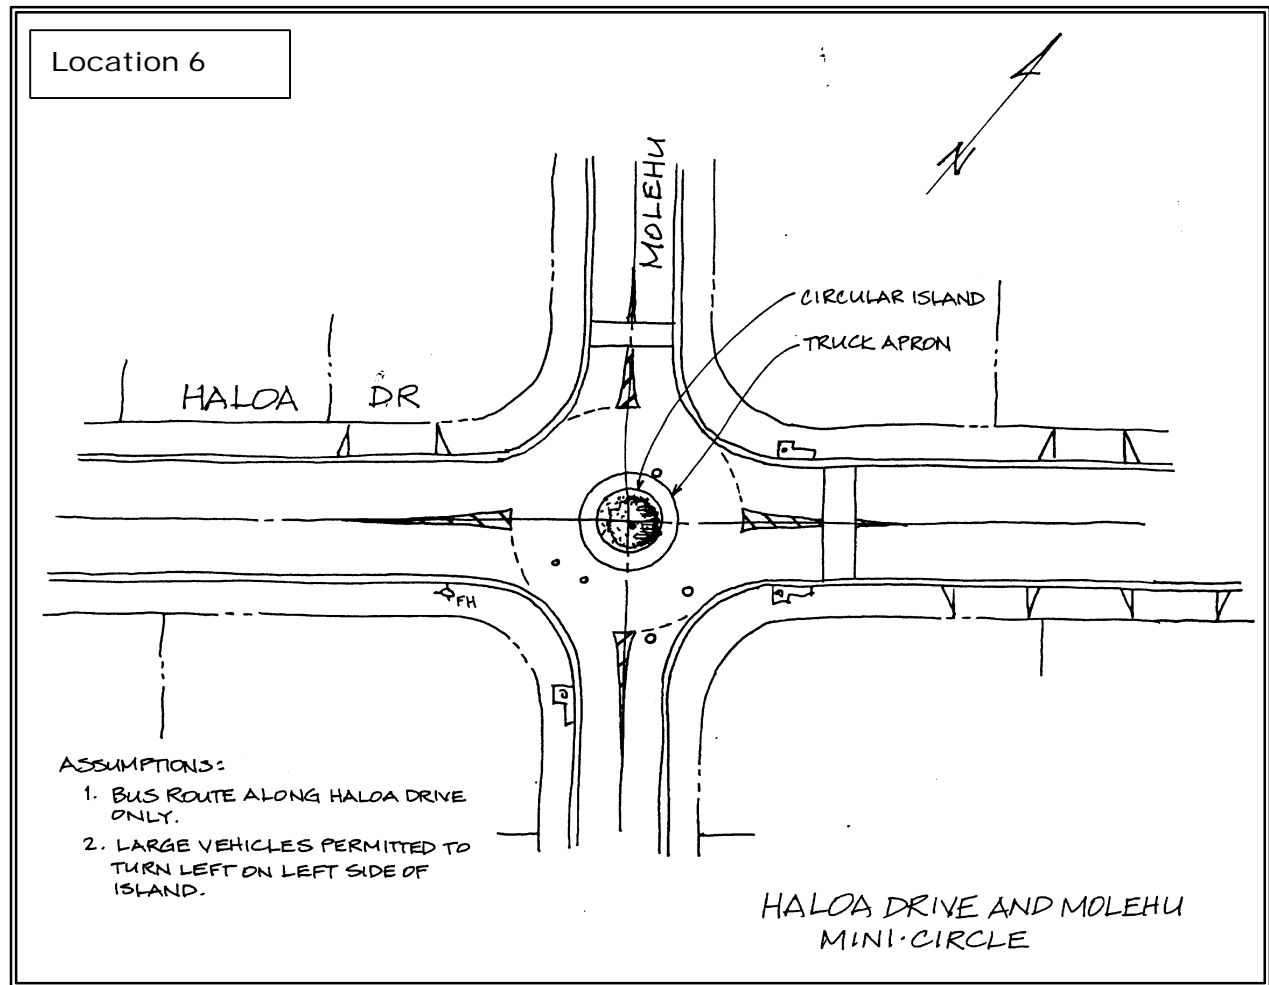 Location 6
N
MOLEHU
CIRCULAR ISLAND
TRUCK APRON
HALOA DR
FH
ASSUMPTIONS:
1. BUS ROUTE ALONG HALOA DRIVE
ONLY.
2. LARGE VEHICLES PERMITTED TO
TURN LEFT ON LEFT SIDE OF
ISLAND.
HALOA DRIVE AND MOLEHU
MINI·CIRCLE